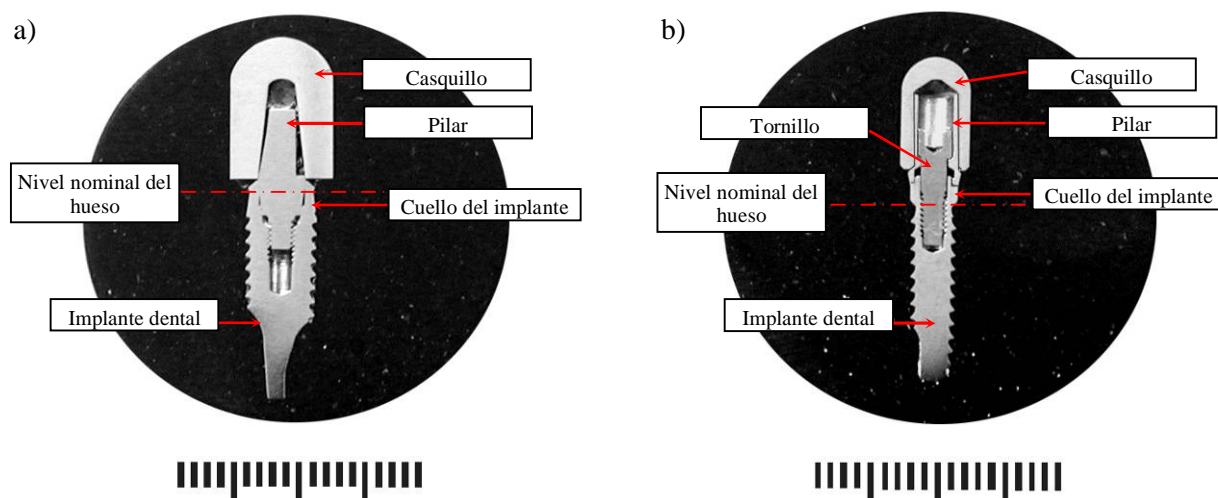 a)
Casquillo
Pilar
Nivel nominal del
hueso
Cuello del implante
Implante dental
b)
Casquillo
Tornillo
Pilar
Nivel nominal del
hueso
Cuello del implante
Implante dental